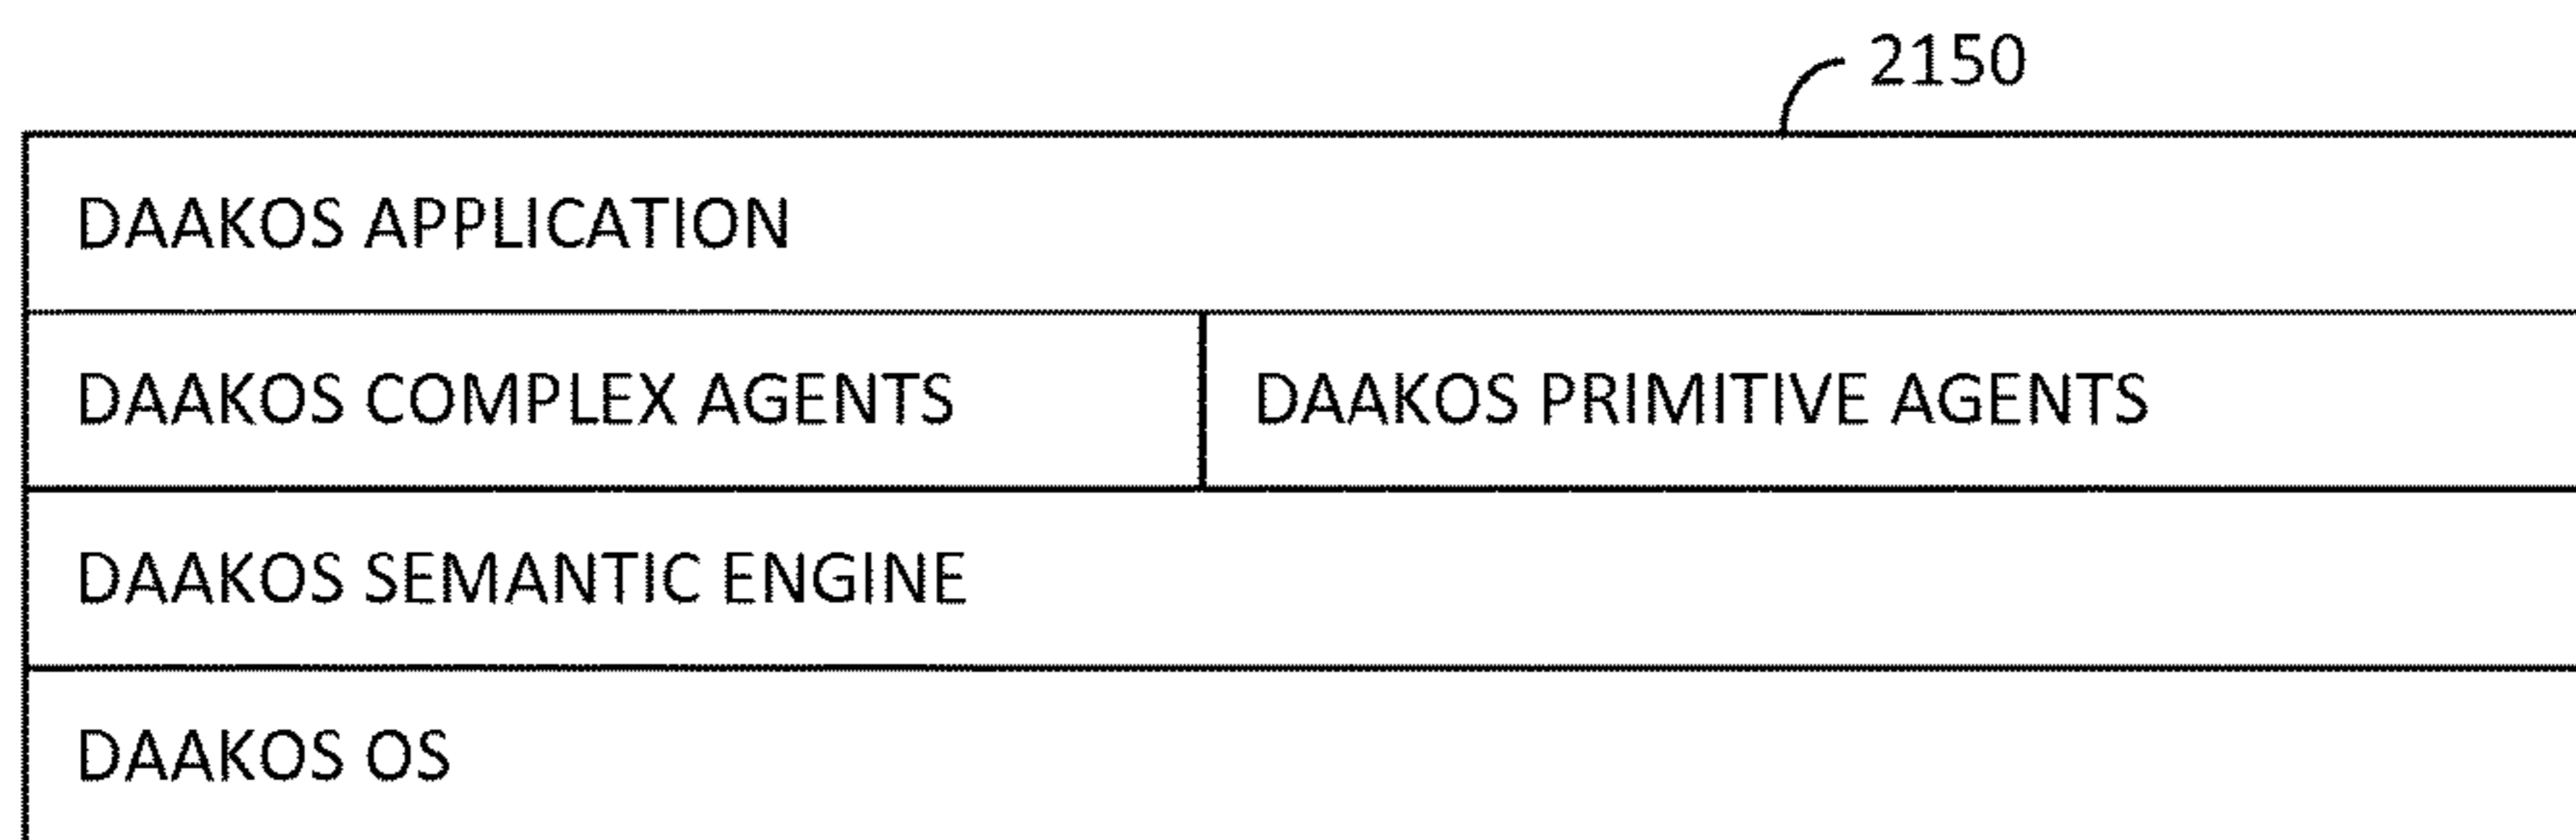 2150
DAAKOS APPLICATION
DAAKOS COMPLEX AGENTS
DAAKOS PRIMITIVE AGENTS
DAAKOS SEMANTIC ENGINE
DAAKOS OS